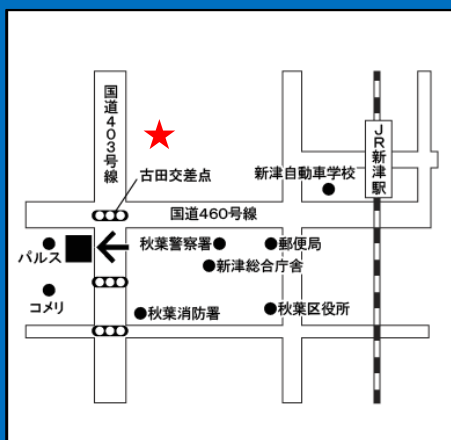 国道403号線
古田交差点
新津自動車学校
JR新津駅
国道460号線
秋葉警察署
郵便局
パルス
新津総合庁舎
コメリ
秋葉消防署
秋葉区役所